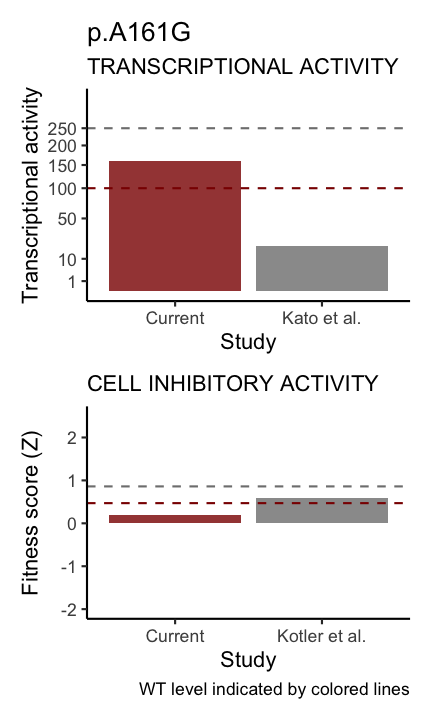 p.A161G
TRANSCRIPTIONAL ACTIVITY
Transcriptional activity
250
200
150
100
50
10
1
Current
Kato et al.
Study
CELL INHIBITORY ACTIVITY
Fitness score (Z)
2
1
0
-1
-2
Current
Kotler et al.
Study
WT level indicated by colored lines